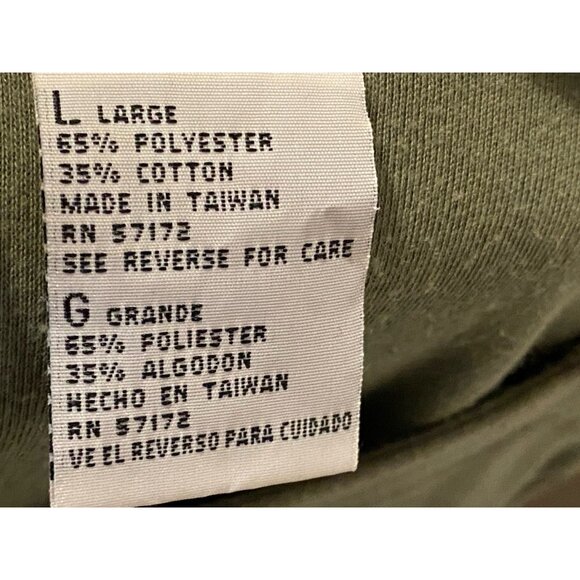 L LARGE
65% POLYESTER
35% COTTON
MADE IN TAIWAN
RN 57172
SEE REVERSE FOR CARE
G GRANDE
65% POLIESTER
35% ALGODON
HECHO EN TAIWAN
RN 57172
VE EL REVERSO PARA CUIDADO